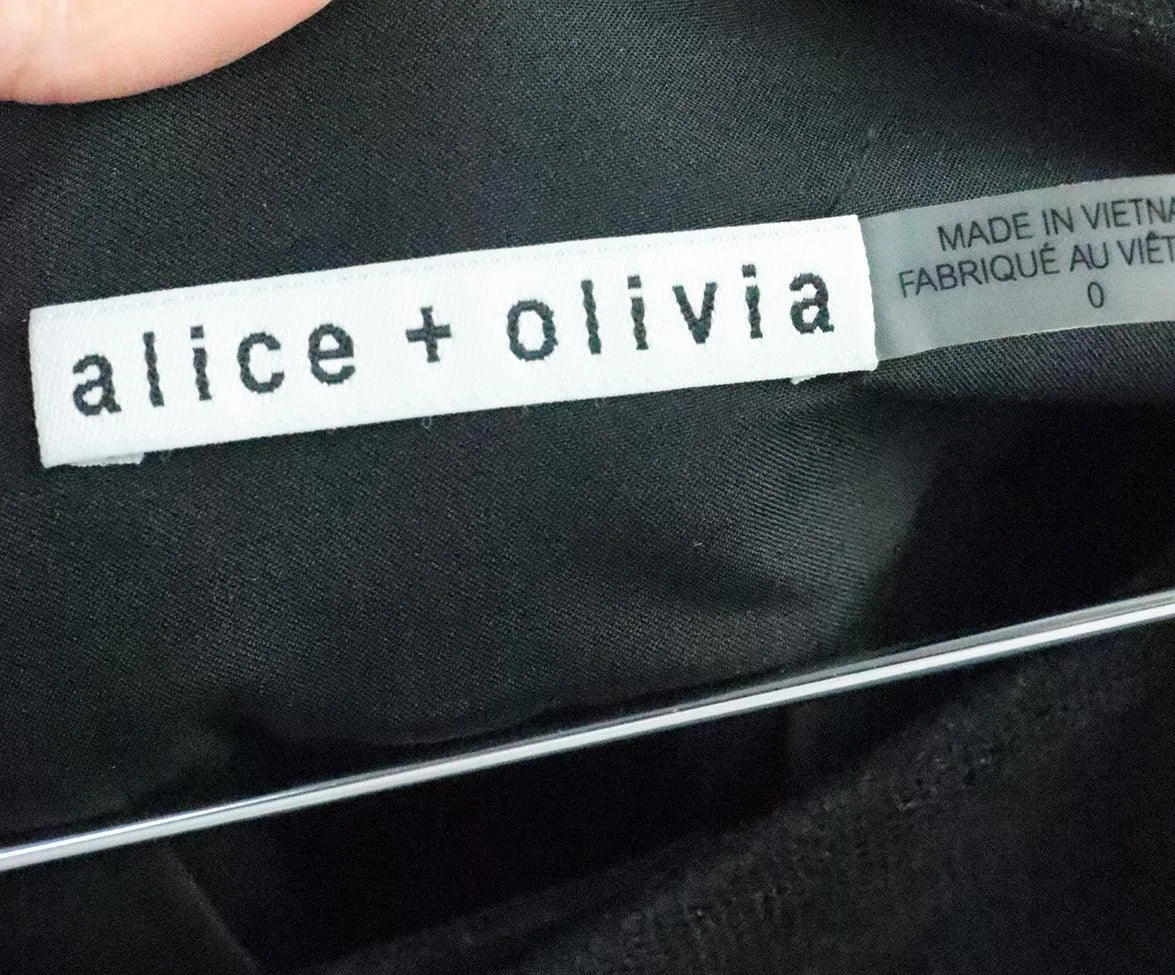 alice + olivia
MADE IN VIETNA
FABRIQUÉ AU VIÊT
0